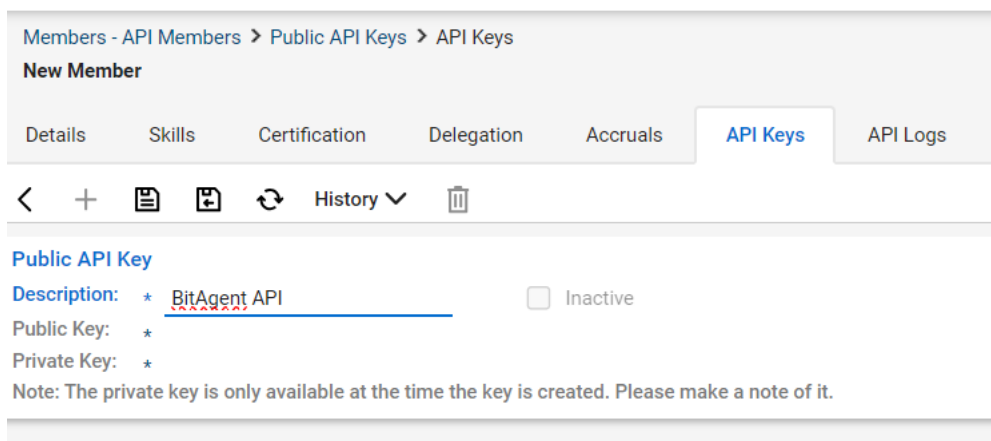 Members - API Members > Public API Keys > API Keys
New Member
Details Skills Certification Delegation Accruals API Keys API Logs
History
Public API Key
Description: * BitAgent API Inactive
Public Key: *
Private Key: *
Note: The private key is only available at the time the key is created. Please make a note of it.